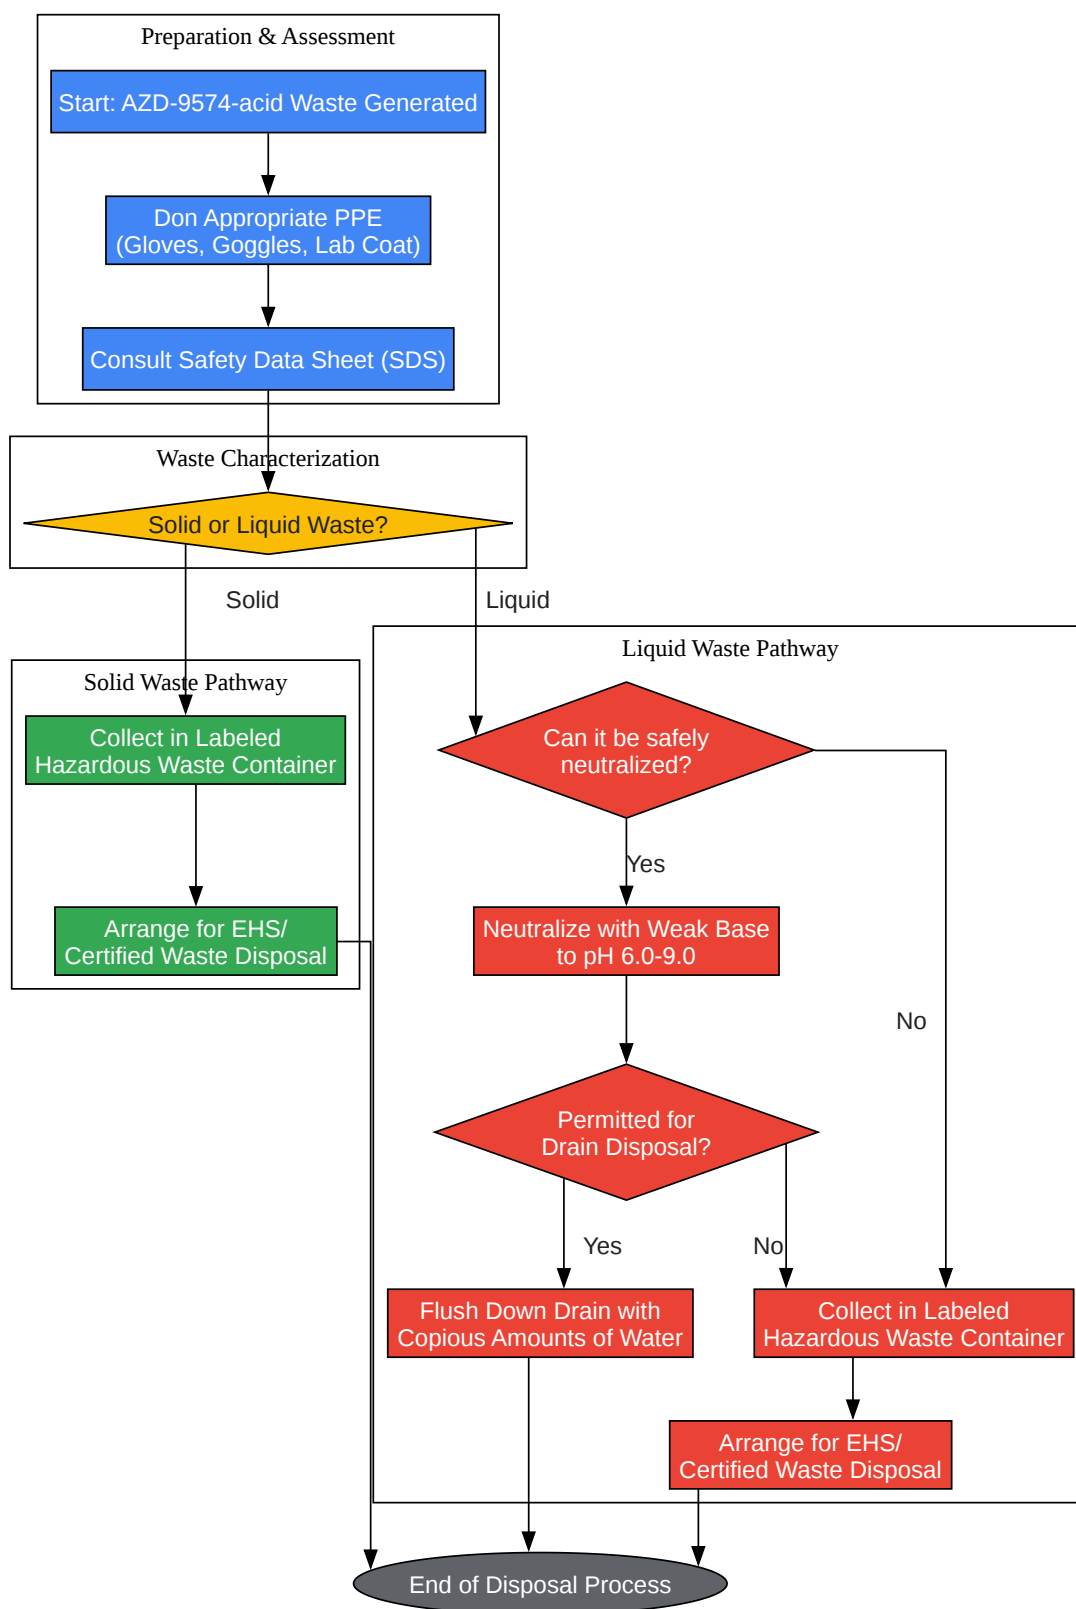 Preparation & Assessment
Start: AZD-9574-acid Waste Generated
Don Appropriate PPE
(Gloves, Goggles, Lab Coat)
Consult Safety Data Sheet (SDS)
Waste Characterization
Solid or Liquid Waste?
Solid
Liquid
Solid Waste Pathway
Collect in Labeled
Hazardous Waste Container
Arrange for EHS/
Certified Waste Disposal
Liquid Waste Pathway
Can it be safely
neutralized?
Yes
Neutralize with Weak Base
to pH 6.0-9.0
No
Permitted for
Drain Disposal?
Yes
No
Flush Down Drain with
Copious Amounts of Water
Collect in Labeled
Hazardous Waste Container
Arrange for EHS/
Certified Waste Disposal
End of Disposal Process